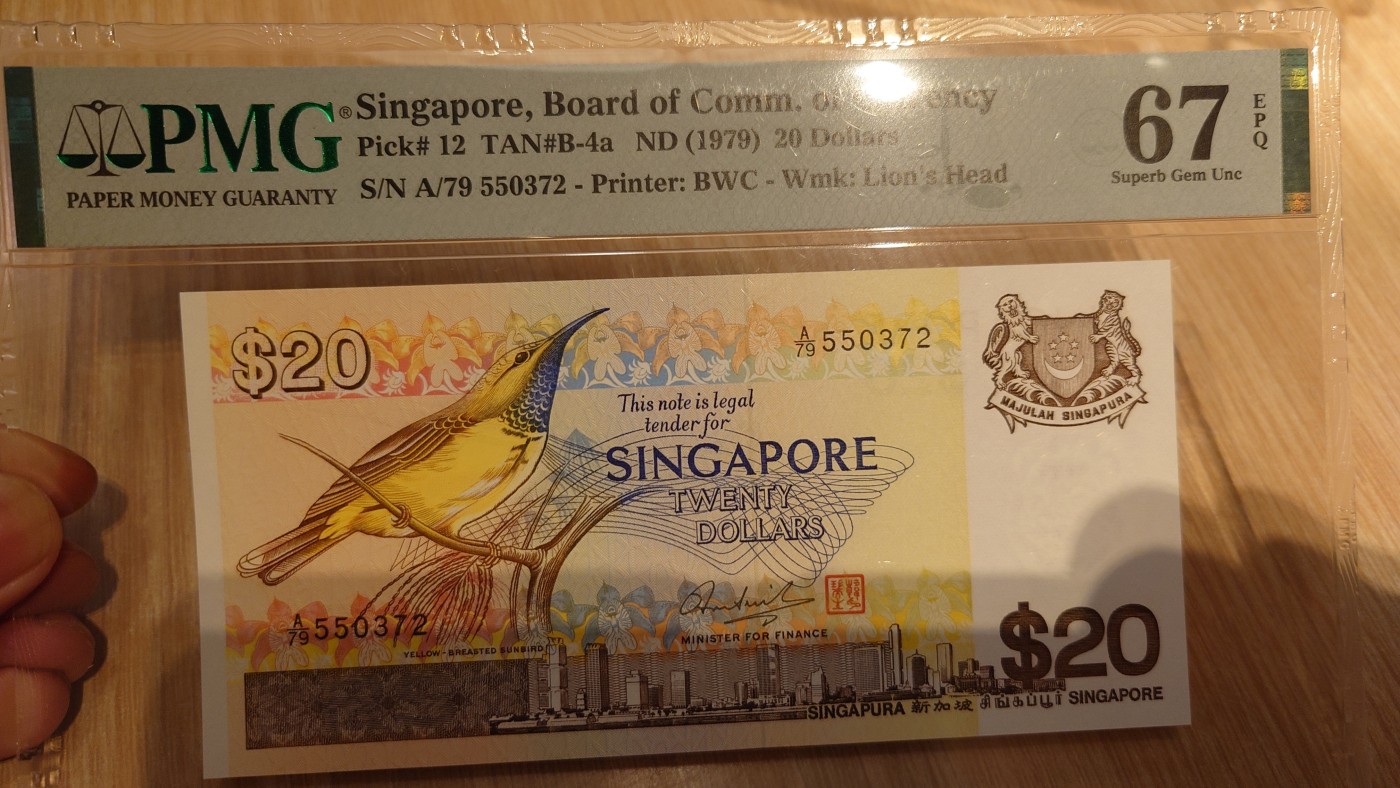 PMG®
PAPER MONEY GUARANTY
Singapore, Board of Comm.
Pick# 12 TAN#B-4a ND (1979) 20 Dollars
S/N A/79 550372 - Printer: BWC - Wmk: Lion's Head
67
EPQ
Superb Gem Unc
$20
A/79 550372
MAJULAH SINGAPURA
This note is legal
tender for
SINGAPORE
TWENTY
DOLLARS
A/79 550372
MINISTER FOR FINANCE
YELLOW-BREASTED SUNBIRD
$20
SINGAPURA 新加坡 சிங்கப்பூர் SINGAPORE